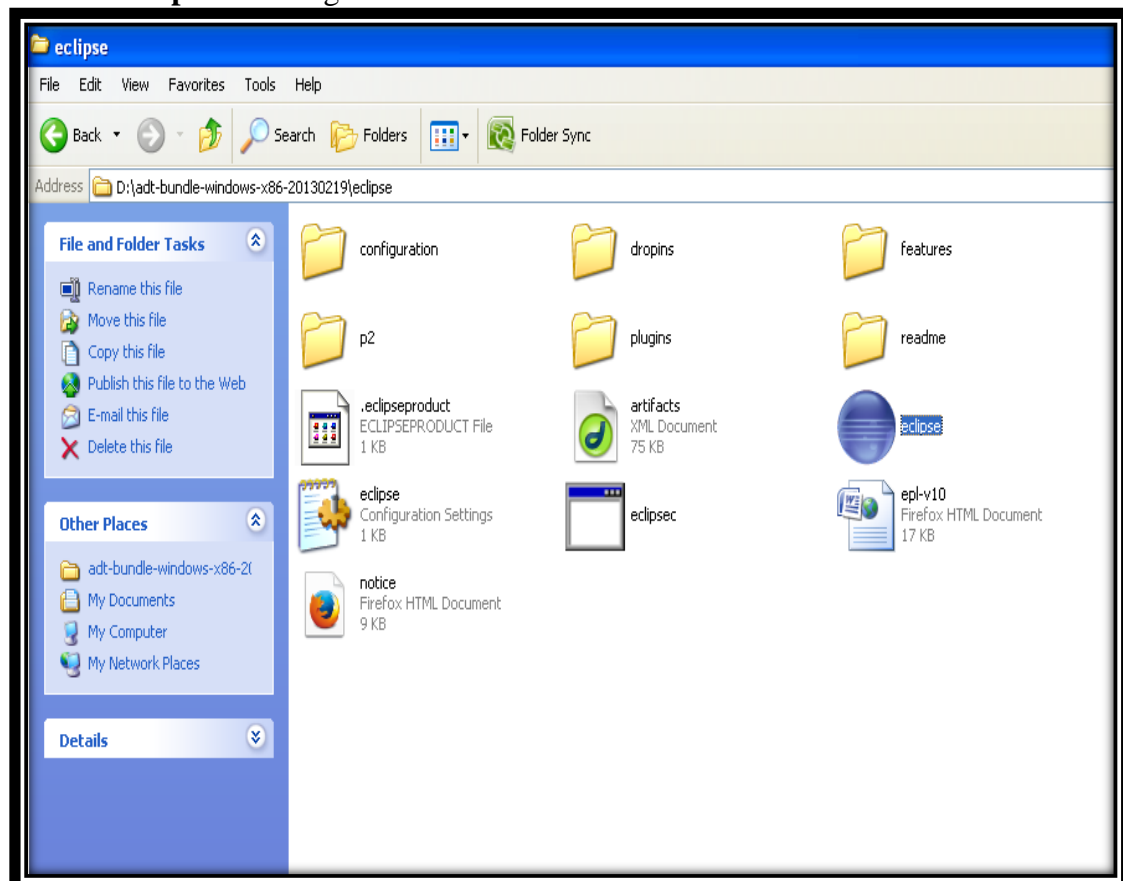 eclipse
File Edit View Favorites Tools Help
Back Search Folders Folder Sync
Address D:\adt-bundle-windows-x86-20130219\eclipse
File and Folder Tasks
Rename this file
Move this file
Copy this file
Publish this file to the Web
E-mail this file
Delete this file
Other Places
adt-bundle-windows-x86-20
My Documents
My Computer
My Network Places
Details
configuration
dropins
features
p2
plugins
readme
.eclipseproduct
ECLIPSEPRODUCT File
1 KB
artifacts
XML Document
75 KB
eclipse
eclipse
Configuration Settings
1 KB
eclipsec
epl-v10
Firefox HTML Document
17 KB
notice
Firefox HTML Document
9 KB